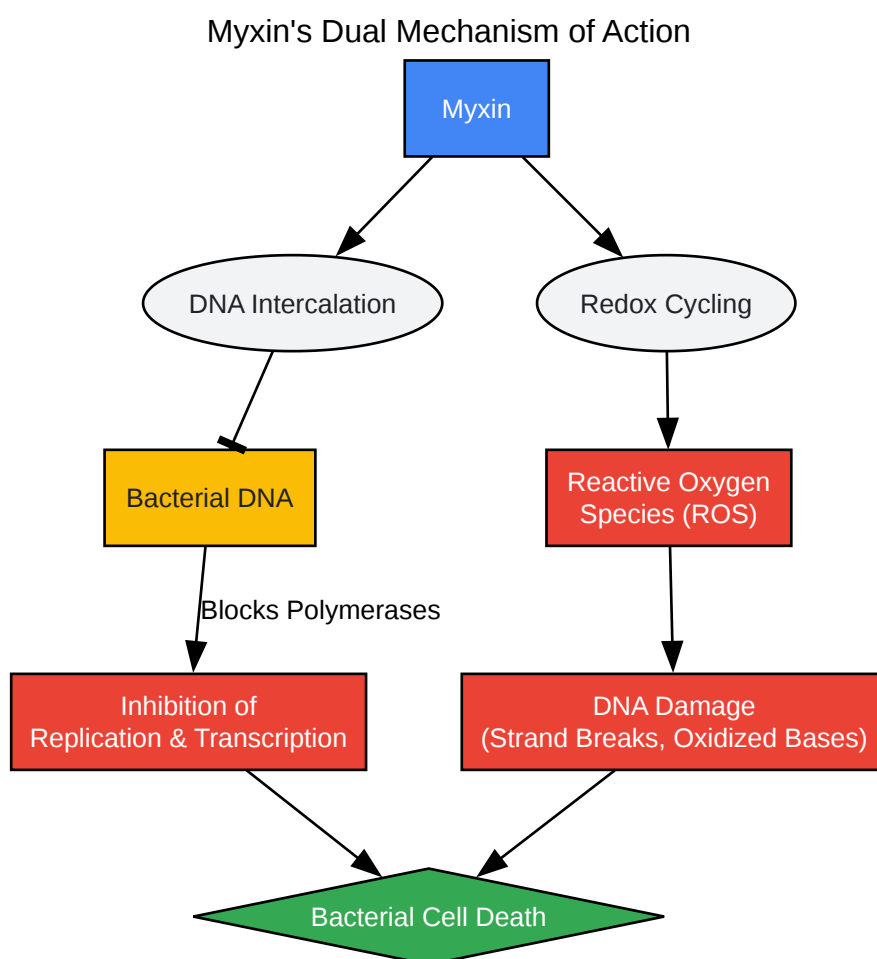 Myxin's Dual Mechanism of Action
Myxin
DNA Intercalation
Redox Cycling
Bacterial DNA
Reactive Oxygen
Species (ROS)
Blocks Polymerases
Inhibition of
Replication & Transcription
DNA Damage
(Strand Breaks, Oxidized Bases)
Bacterial Cell Death